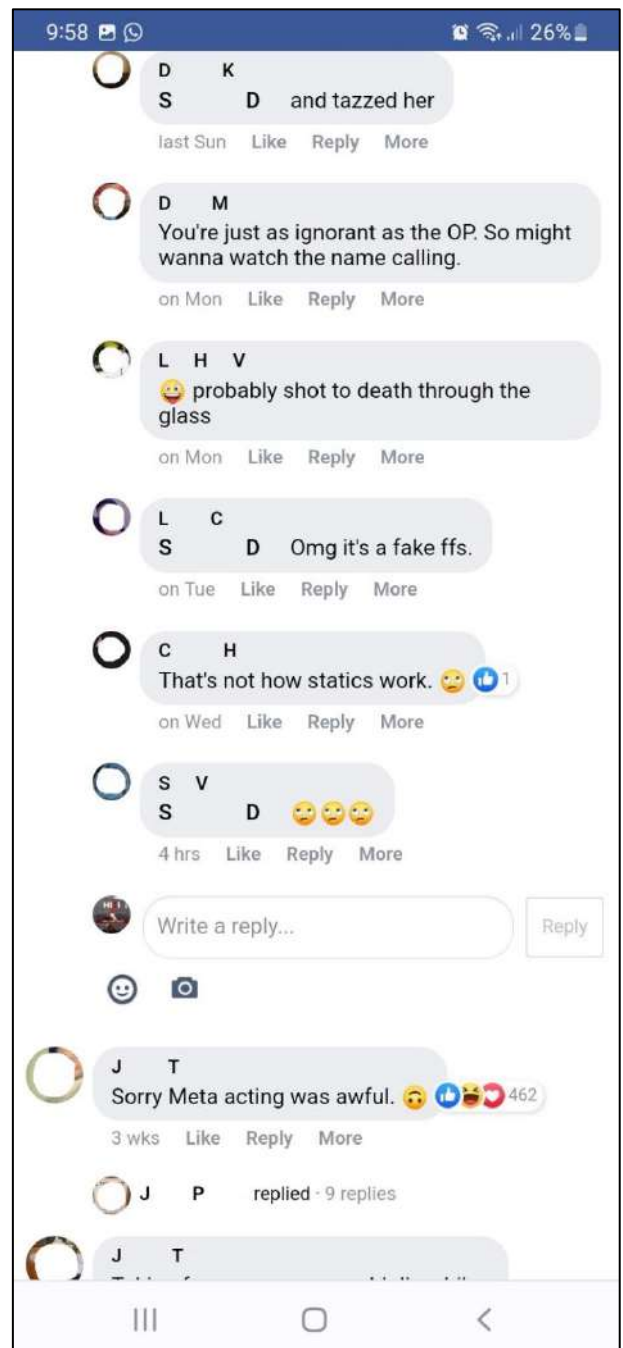 9:58 26%
D K
S D and tazzed her
last Sun Like Reply More
D M
You're just as ignorant as the OP. So might
wanna watch the name calling.
on Mon Like Reply More
L H V
😜 probably shot to death through the
glass
on Mon Like Reply More
L C
S D Omg it's a fake ffs.
on Tue Like Reply More
C H
That's not how statics work. 🙄 1
on Wed Like Reply More
S V
S D 🙄🙄🙄
4 hrs Like Reply More
Write a reply... Reply
J T
Sorry Meta acting was awful. 🙃 462
3 wks Like Reply More
J P replied · 9 replies
J T